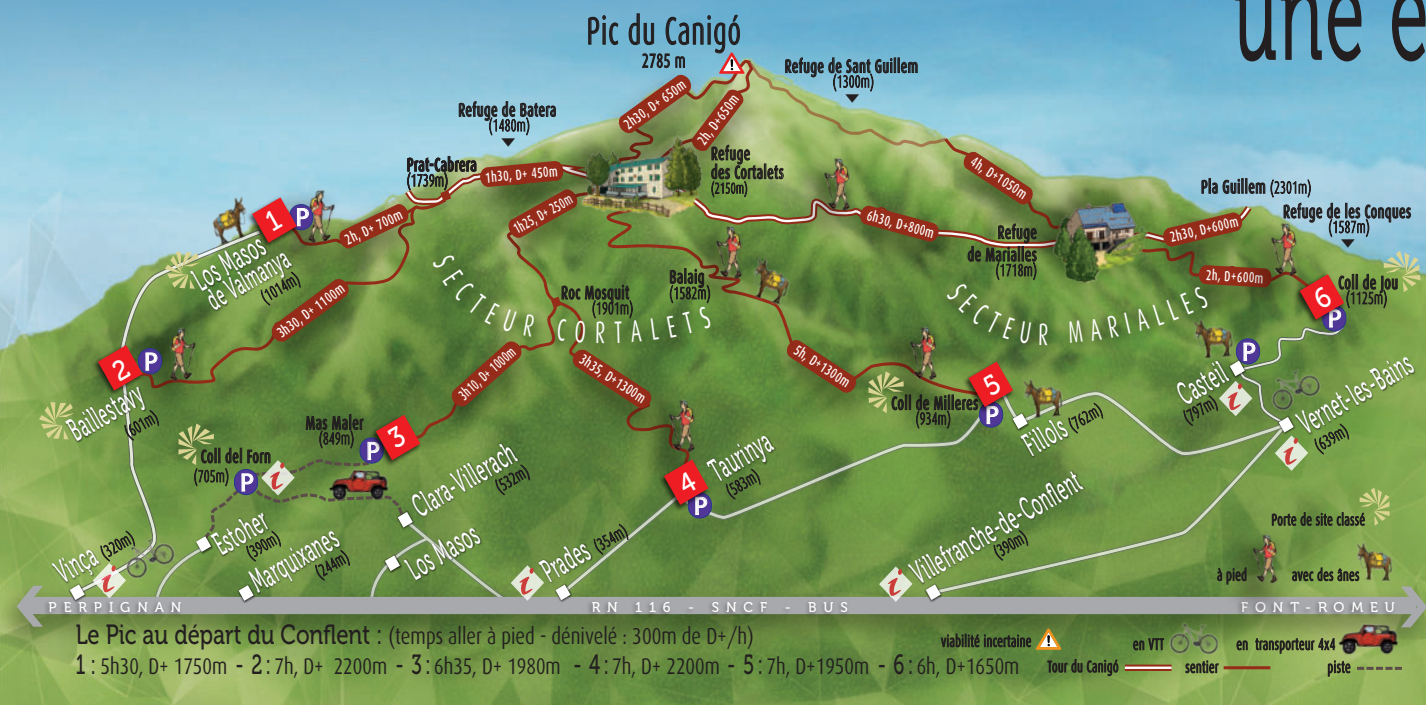 une e
Pic du Canigó
2785 m
Refuge de Sant Guillem
(1300m)
2h30, D+ 650m
2h, D+650m
Refuge de Batera
(1480m)
Prat-Cabrera
(1739m)
1h30, D+ 450m
Refuge
des Cortalets
(2150m)
4h, D+1050m
Pla Guillem (2301m)
Refuge de les Conques
(1587m)
1
P
2h, D+ 700m
1h25, D+ 250m
6h30, D+800m
Refuge
de Marialles
(1718m)
2h30, D+600m
2h, D+600m
Coll de Jou
(1125m)
6
P
Los Masos
de Valmanya
(1014m)
3h30, D+ 1100m
SECTEUR CORTALETS
Roc Mosquit
(1901m)
Balaig
(1582m)
SECTEUR MARIALLES
2
P
Baillestavy
(601m)
3h10, D+ 1000m
3h35, D+1300m
5h, D+1300m
5
P
Coll de Milleres
(934m)
Fillols (762m)
P
Casteil
(797m)
i
Vernet-les-Bains
(639m)
i
Mas Maler
(849m)
P
3
Coll del Forn
(705m)
P
i
Clara-Villerach
(532m)
4
P
Taurinya
(583m)
Vinça (320m)
i
Estoher
(390m)
Marquixanes
(244m)
Los Masos
i
Prades (354m)
i
Villefranche-de-Conflent
(390m)
Porte de site classé
à pied
avec des ânes
PERPIGNAN
RN 116 - SNCF - BUS
FONT-ROMEU
Le Pic au départ du Conflent : (temps aller à pied - dénivelé : 300m de D+/h)
1 : 5h30, D+ 1750m - 2 : 7h, D+ 2200m - 3 : 6h35, D+ 1980m - 4 : 7h, D+ 2200m - 5 : 7h, D+1950m - 6 : 6h, D+1650m
viabilité incertaine
en VTT
en transporteur 4x4
Tour du Canigó
sentier
piste